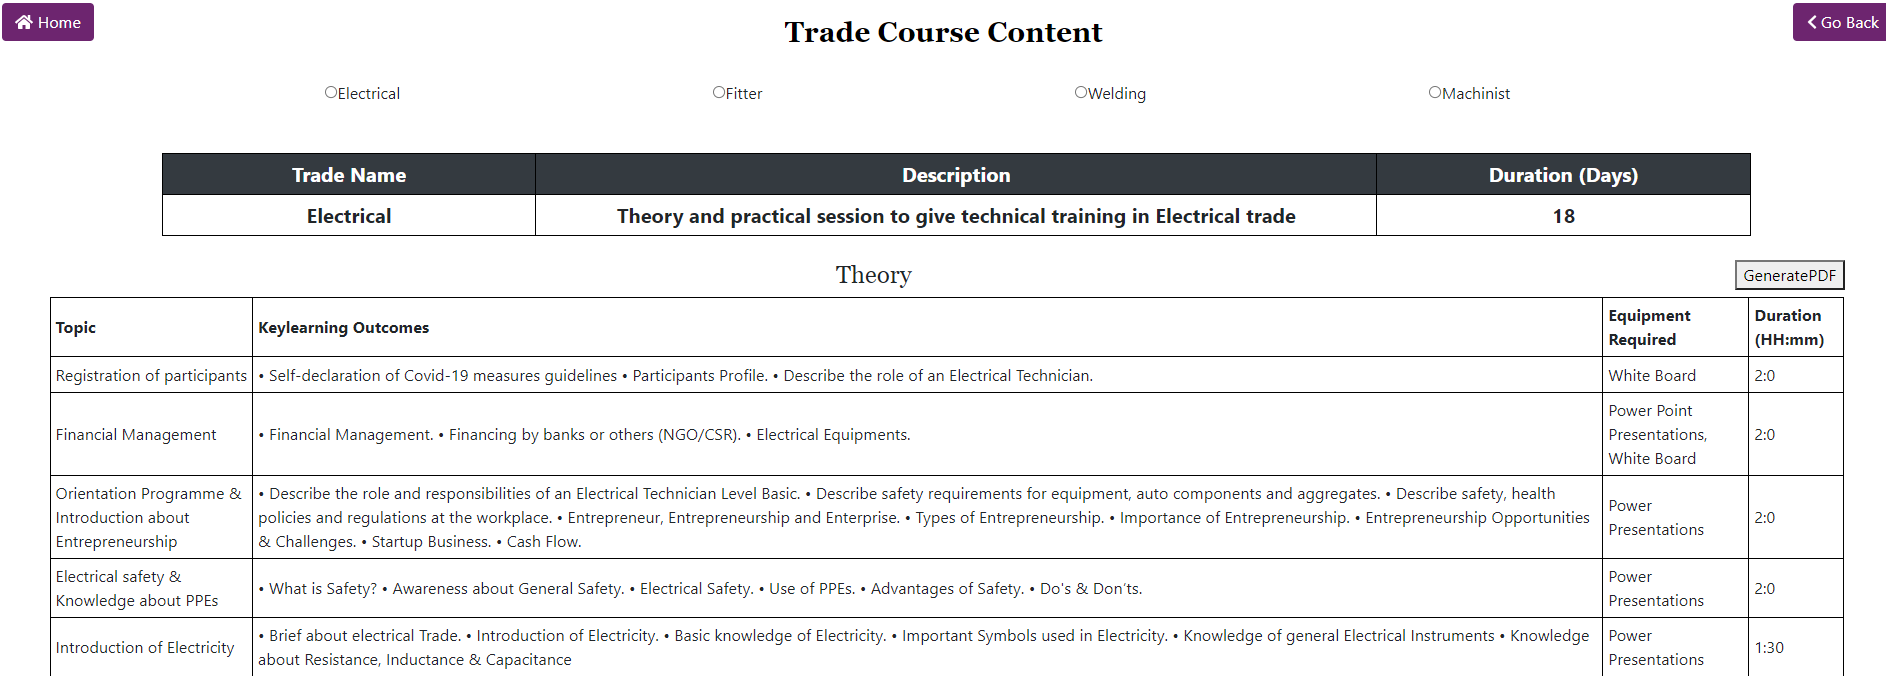 Home
Trade Course Content
Go Back
Electrical
Fitter
Welding
Machinist
Trade Name
Description
Duration (Days)
Electrical
Theory and practical session to give technical training in Electrical trade
18
Theory
GeneratePDF
Topic
Keylearning Outcomes
Equipment
Required
Duration
(HH:mm)
Registration of participants
• Self-declaration of Covid-19 measures guidelines • Participants Profile. • Describe the role of an Electrical Technician.
White Board
2:0
Financial Management
• Financial Management. • Financing by banks or others (NGO/CSR). • Electrical Equipments.
Power Point
Presentations,
White Board
2:0
Orientation Programme &
Introduction about
Entrepreneurship
• Describe the role and responsibilities of an Electrical Technician Level Basic. • Describe safety requirements for equipment, auto components and aggregates. • Describe safety, health
policies and regulations at the workplace. • Entrepreneur, Entrepreneurship and Enterprise. • Types of Entrepreneurship. • Importance of Entrepreneurship. • Entrepreneurship Opportunities
& Challenges. • Startup Business. • Cash Flow.
Power
Presentations
2:0
Electrical safety &
Knowledge about PPEs
• What is Safety? • Awareness about General Safety. • Electrical Safety. • Use of PPEs. • Advantages of Safety. • Do's & Don'ts.
Power
Presentations
2:0
Introduction of Electricity
• Brief about electrical Trade. • Introduction of Electricity. • Basic knowledge of Electricity. • Important Symbols used in Electricity. • Knowledge of general Electrical Instruments • Knowledge
about Resistance, Inductance & Capacitance
Power
Presentations
1:30